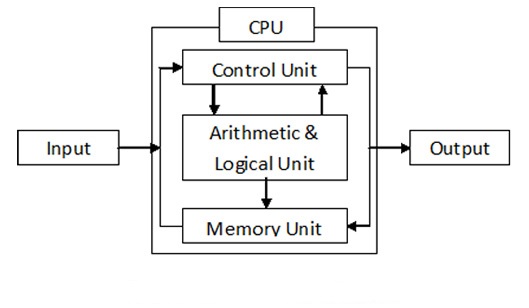 CPU
Control Unit
Arithmetic &
Logical Unit
Input
Output
Memory Unit